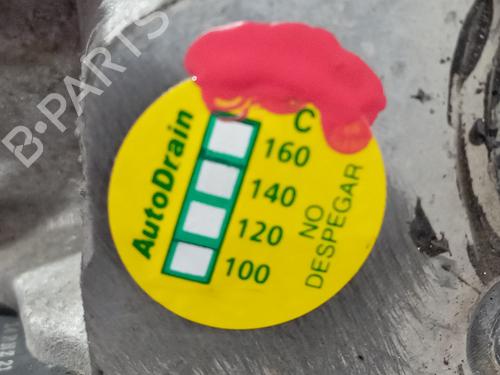 B-PARTS
AutoDrain
C
160
140
120
100
NO
DESPEGAR